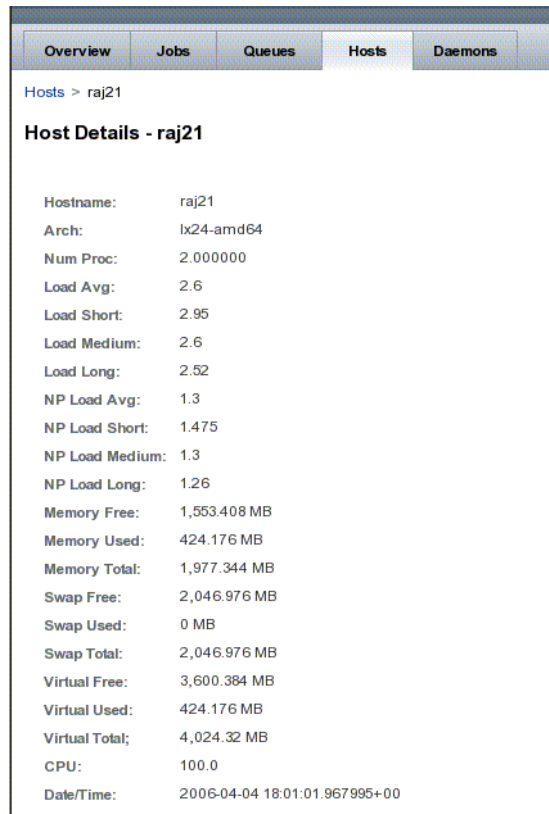 Overview Jobs Queues Hosts Daemons
Hosts > raj21
Host Details - raj21
Hostname: raj21
Arch: lx24-amd64
Num Proc: 2.000000
Load Avg: 2.6
Load Short: 2.95
Load Medium: 2.6
Load Long: 2.52
NP Load Avg: 1.3
NP Load Short: 1.475
NP Load Medium: 1.3
NP Load Long: 1.26
Memory Free: 1,553.408 MB
Memory Used: 424.176 MB
Memory Total: 1,977.344 MB
Swap Free: 2,046.976 MB
Swap Used: 0 MB
Swap Total: 2,046.976 MB
Virtual Free: 3,600.384 MB
Virtual Used: 424.176 MB
Virtual Total; 4,024.32 MB
CPU: 100.0
Date/Time: 2006-04-04 18:01:01.967995+00